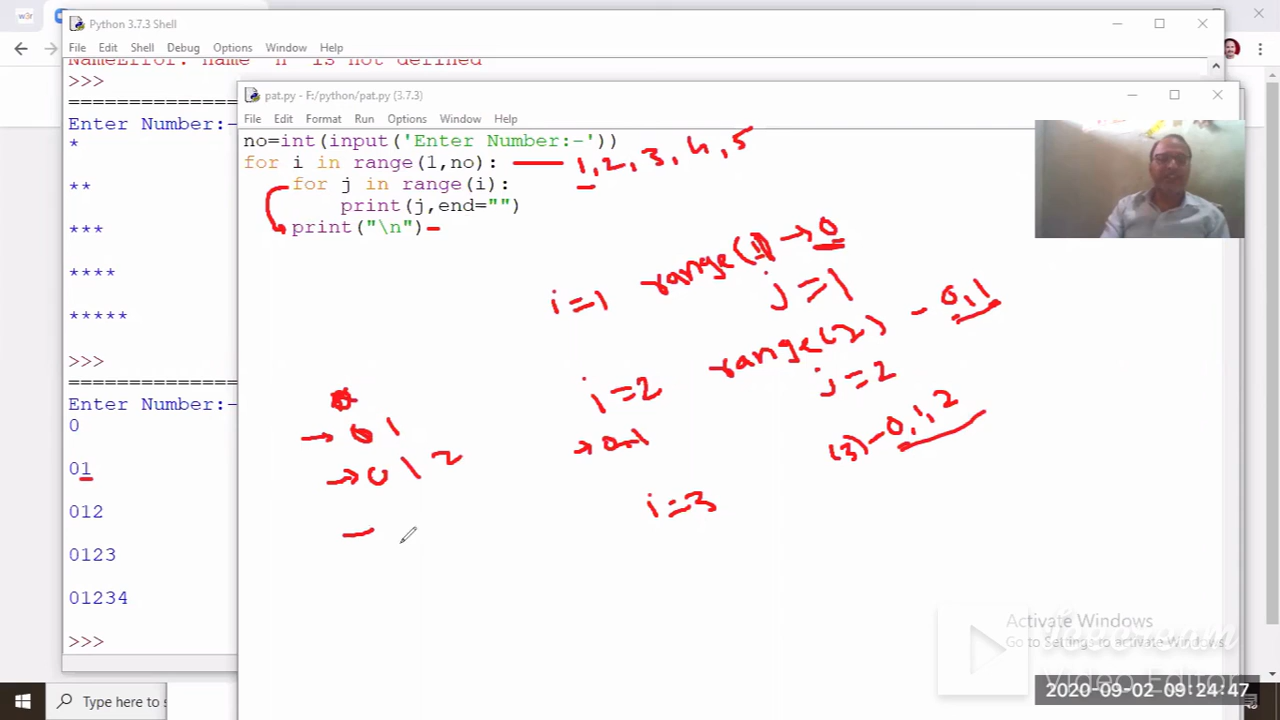 w3r
Python 3.7.3 Shell
File Edit Shell Debug Options Window Help
NameError: name 'n' is not defined
>>>
Enter Number:-
*
**
***
****
*****
>>>
Enter Number:-
0
01
012
0123
01234
>>>
pat.py - F:/python/pat.py (3.7.3)
File Edit Format Run Options Window Help
no=int(input('Enter Number:-'))
for i in range(1,no):
for j in range(i):
print(j,end="")
print("\n")
1,2,3,4,5
i=1 range(1) → 0
j=1
range(2) - 0,1
i=2 j=2
→ 0 1
(3) - 0,1,2
i=3
→ 0 1
→ 0 1 2
Activate Windows
Go to Settings to activate Windows
Video Editor
2020-09-02 09:24:47
Type here to s